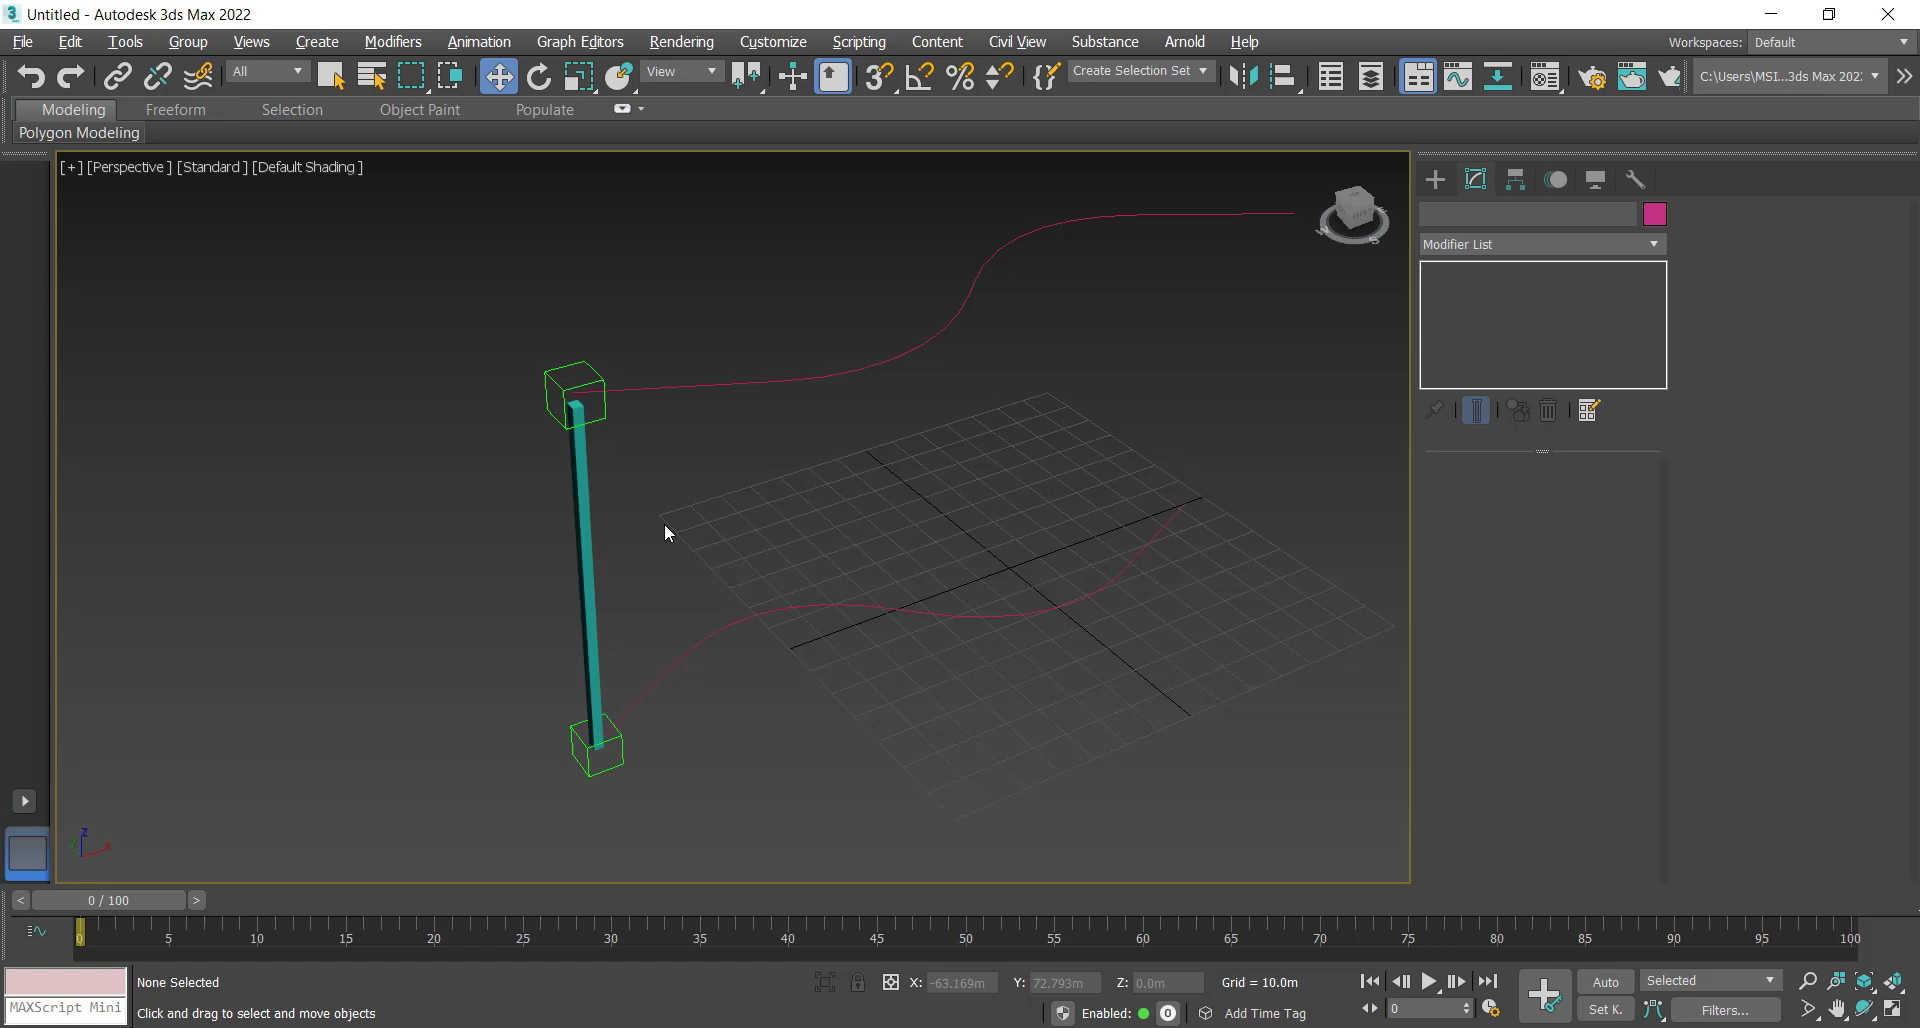 Untitled - Autodesk 3ds Max 2022
File Edit Tools Group Views Create Modifiers Animation Graph Editors Rendering Customize Scripting Content Civil View Substance Arnold Help Workspaces: Default
All View Create Selection Set C:\Users\MSI...3ds Max 202:
Modeling Freeform Selection Object Paint Populate
Polygon Modeling
[+] [Perspective ] [Standard ] [Default Shading ]
Modifier List
0 / 100
0 5 10 15 20 25 30 35 40 45 50 55 60 65 70 75 80 85 90 95 100
None Selected X: -63.169m Y: 72.793m Z: 0.0m Grid = 10.0m Auto Selected
MAXScript Mini Click and drag to select and move objects Enabled: 0 Add Time Tag 0 Set K. Filters...